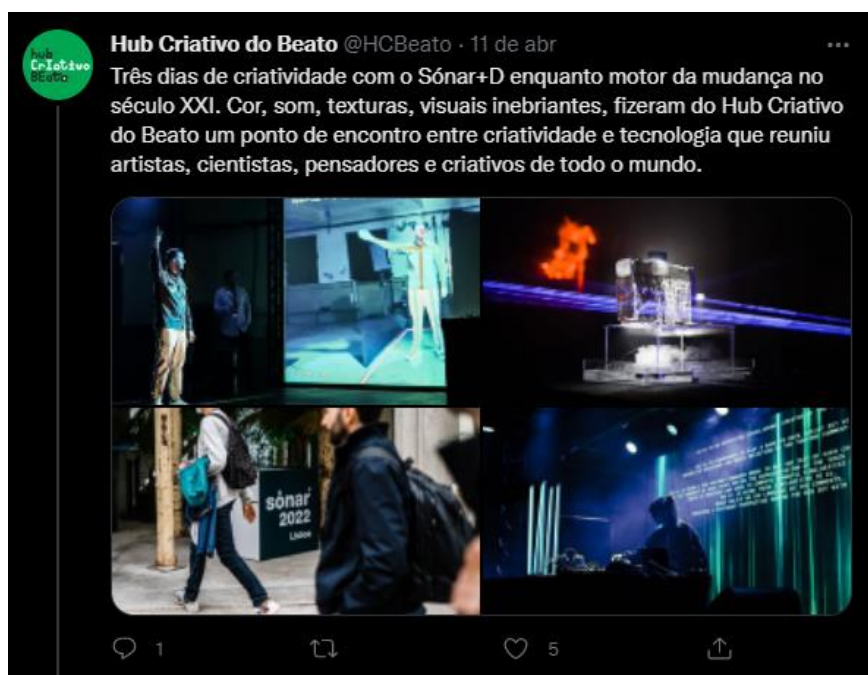 hub
CrIativo
BEato
Hub Criativo do Beato @HCBeato · 11 de abr
Três dias de criatividade com o Sónar+D enquanto motor da mudança no
século XXI. Cor, som, texturas, visuais inebriantes, fizeram do Hub Criativo
do Beato um ponto de encontro entre criatividade e tecnologia que reuniu
artistas, cientistas, pensadores e criativos de todo o mundo.
sónar
2022
Lisboa
1
5